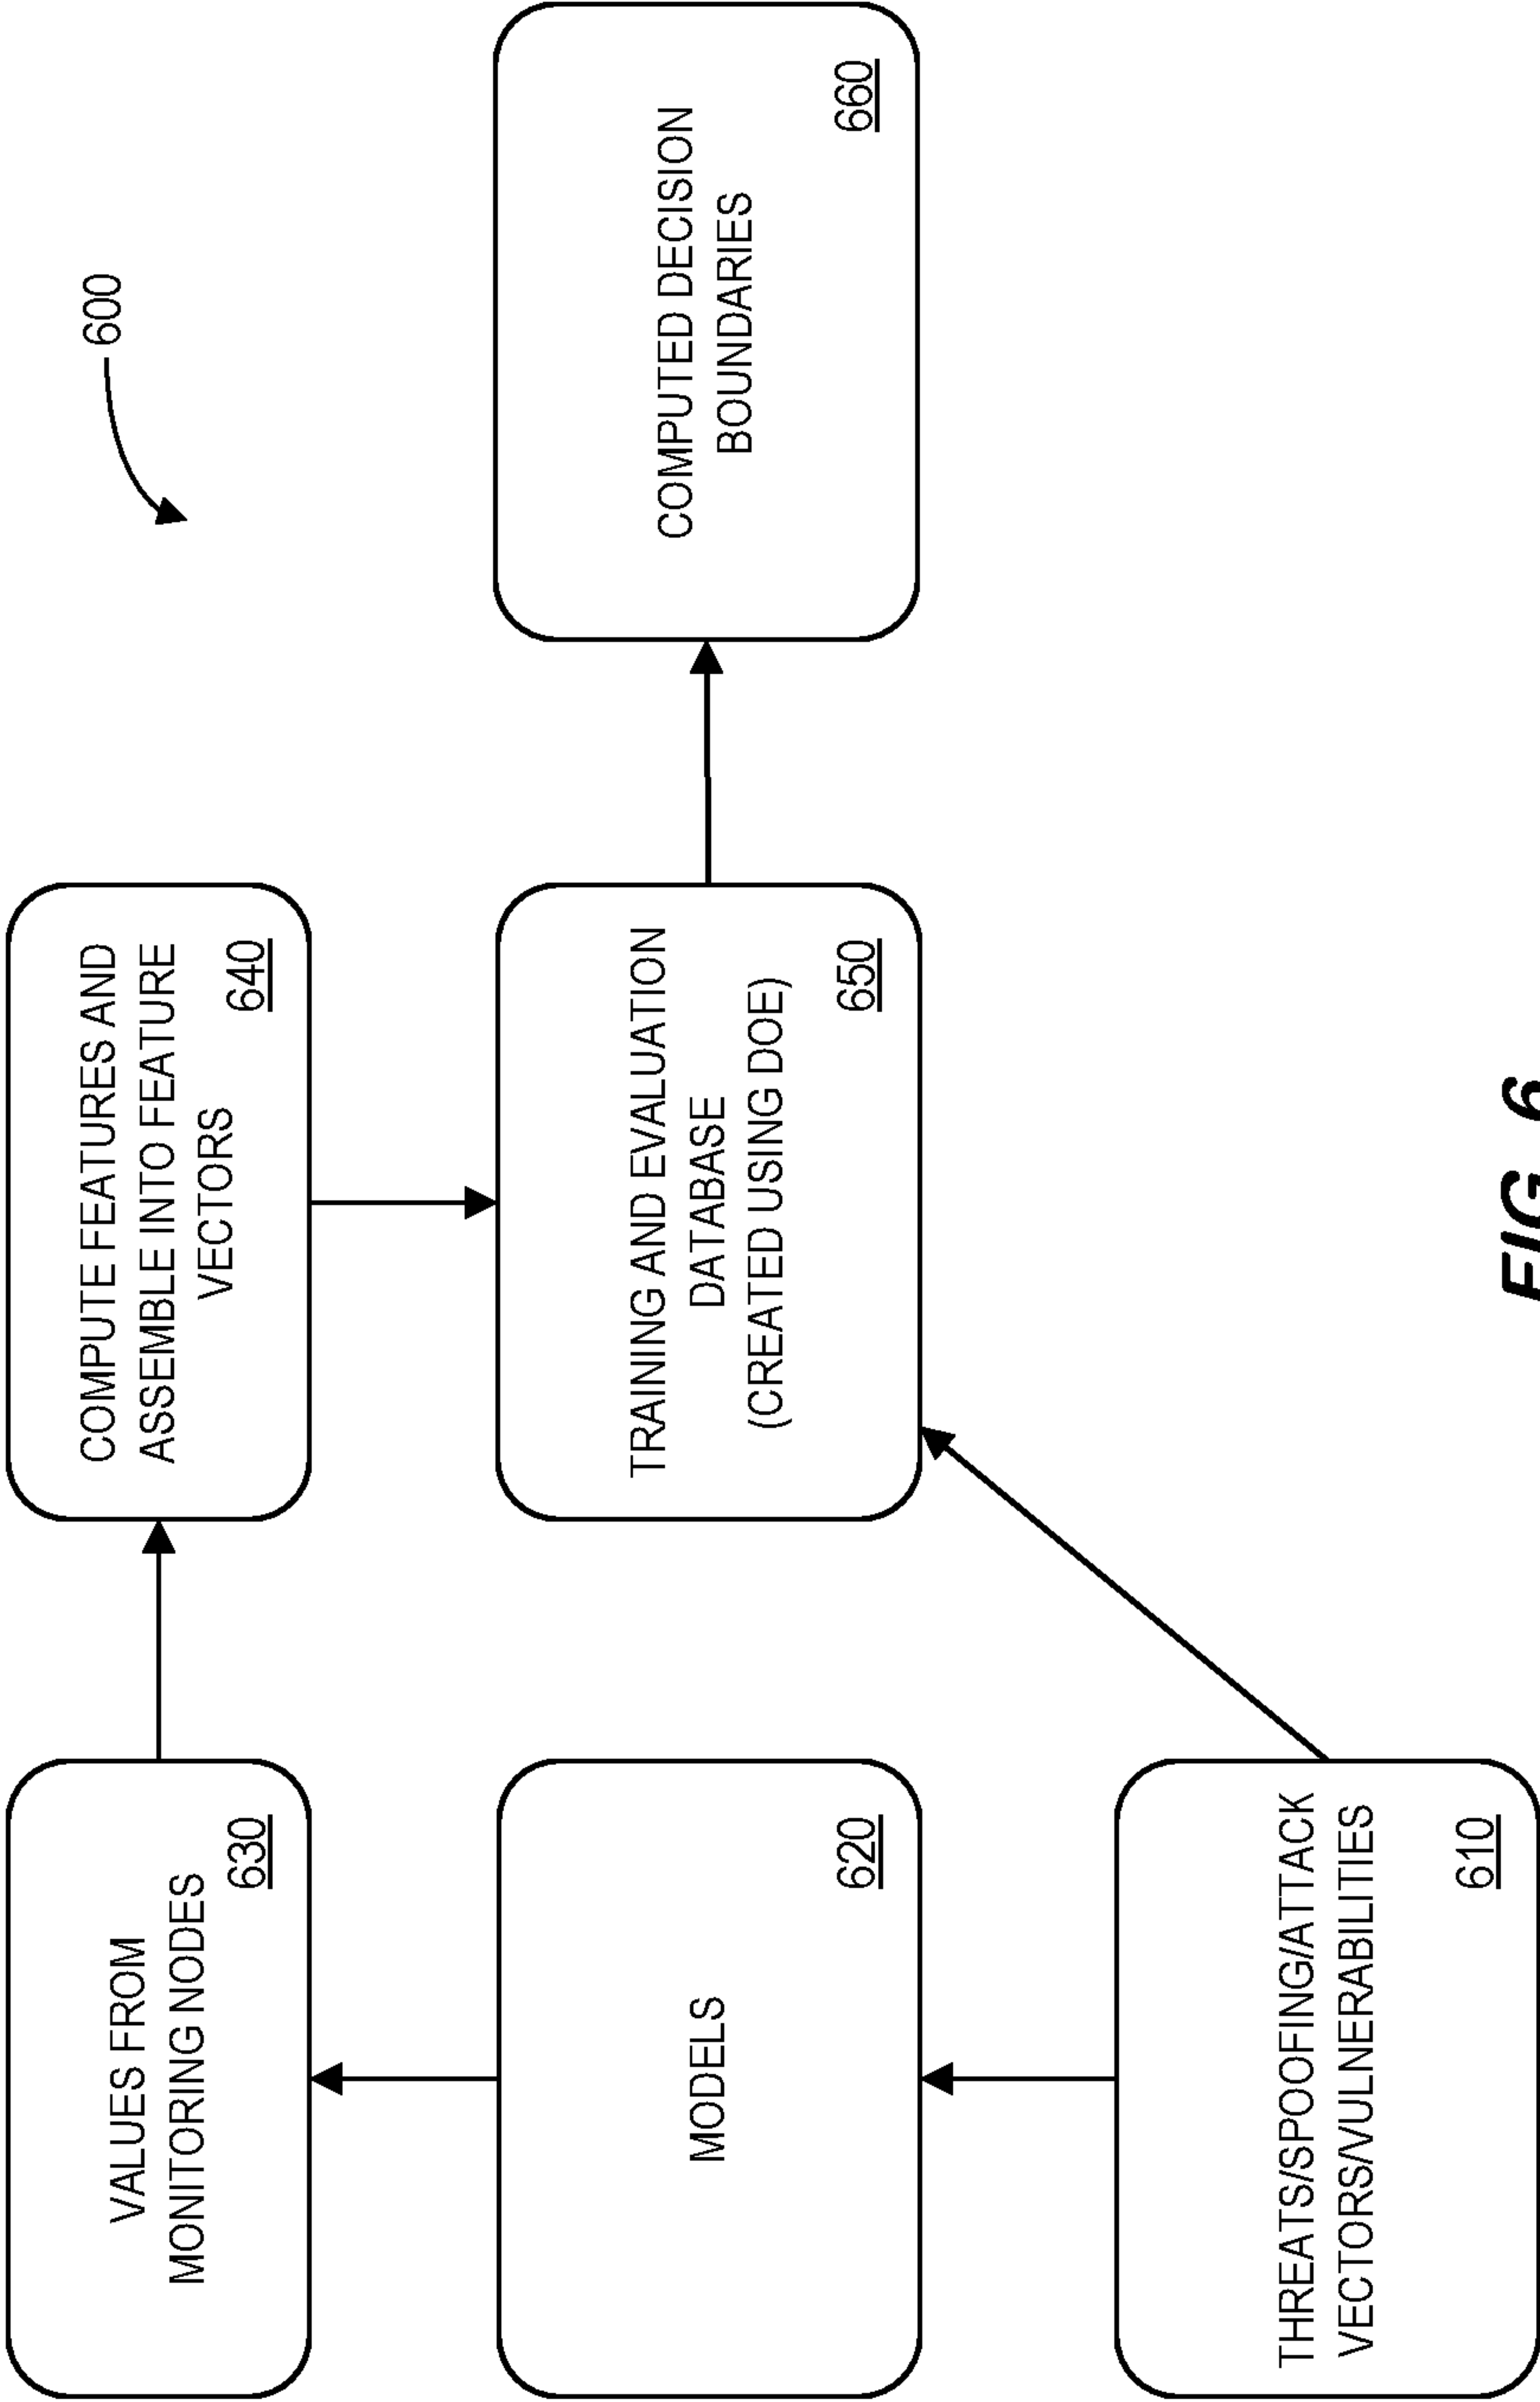 600
VALUES FROM
MONITORING NODES
630
COMPUTE FEATURES AND
ASSEMBLE INTO FEATURE
VECTORS
640
MODELS
620
TRAINING AND EVALUATION
DATABASE
(CREATED USING DOE)
650
COMPUTED DECISION
BOUNDARIES
660
THREATS/SPOOFING/ATTACK
VECTORS/VULNERABILITIES
610
FIG. 6